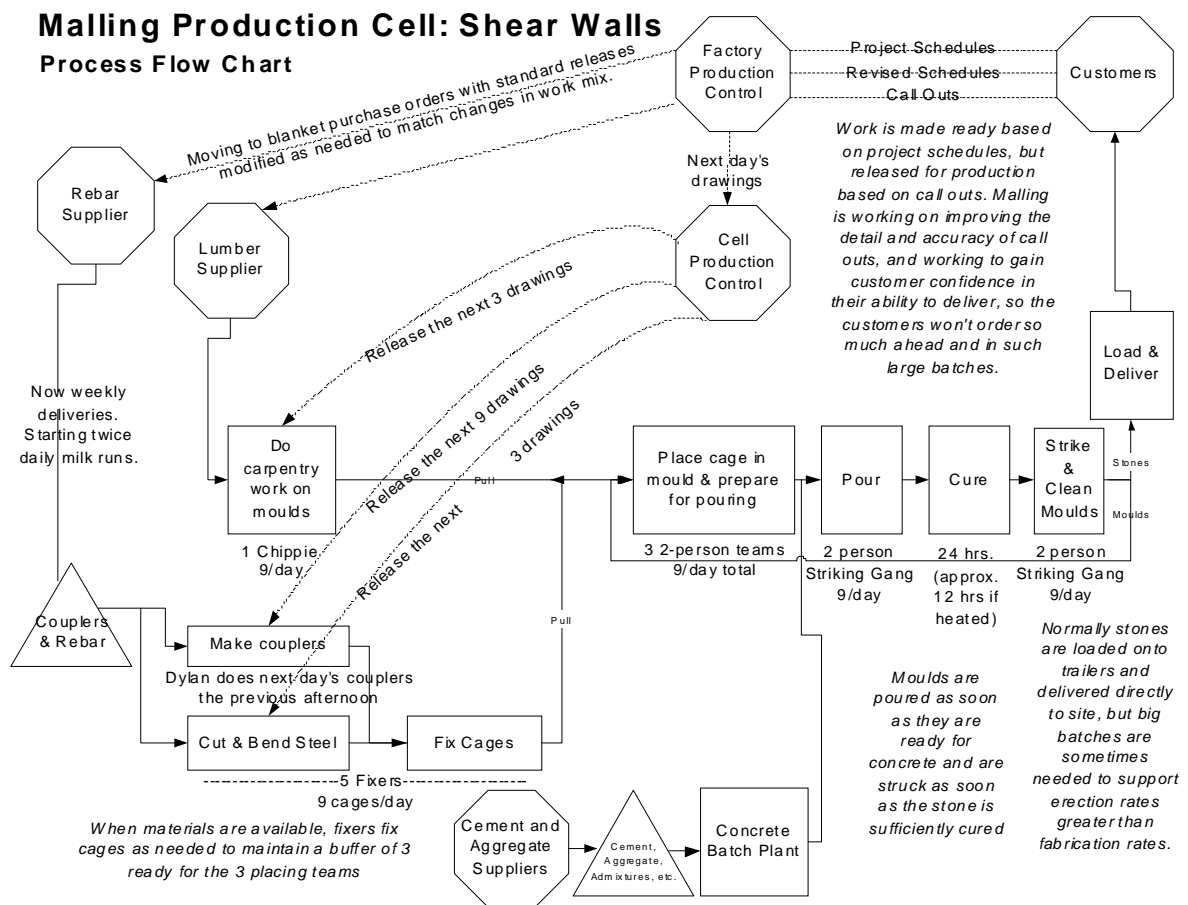 Malling Production Cell: Shear Walls
Process Flow Chart
Moving to blanket purchase orders with standard releases
modified as needed to match changes in work mix.
Factory
Production
Control
Project Schedules
Revised Schedules
Call Outs
Customers
Rebar
Supplier
Lumber
Supplier
Next day's
drawings
Cell
Production
Control
Work is made ready based
on project schedules, but
released for production
based on call outs. Malling
is working on improving the
detail and accuracy of call
outs, and working to gain
customer confidence in
their ability to deliver, so the
customers won't order so
much ahead and in such
large batches.
Load &
Deliver
Release the next 3 drawings
Release the next 9 drawings
Release the next
3 drawings
Now weekly
deliveries.
Starting twice
daily milk runs.
Do
carpentry
work on
moulds
1 Chippie
9/day
Pull
Place cage in
mould & prepare
for pouring
3 2-person teams
9/day total
Pour
2 person
Striking Gang
9/day
Cure
24 hrs.
(approx.
12 hrs if
heated)
Strike
&
Clean
Moulds
2 person
Striking Gang
9/day
Stones
Moulds
Couplers
& Rebar
Make couplers
Dylan does next day's couplers
the previous afternoon
Pull
Cut & Bend Steel
Fix Cages
5 Fixers
9 cages/day
When materials are available, fixers fix
cages as needed to maintain a buffer of 3
ready for the 3 placing teams
Cement and
Aggregate
Suppliers
Cement,
Aggregate,
Admixtures, etc.
Concrete
Batch Plant
Moulds are
poured as soon
as they are
ready for
concrete and are
struck as soon
as the stone is
sufficiently cured
Normally stones
are loaded onto
trailers and
delivered directly
to site, but big
batches are
sometimes
needed to support
erection rates
greater than
fabrication rates.